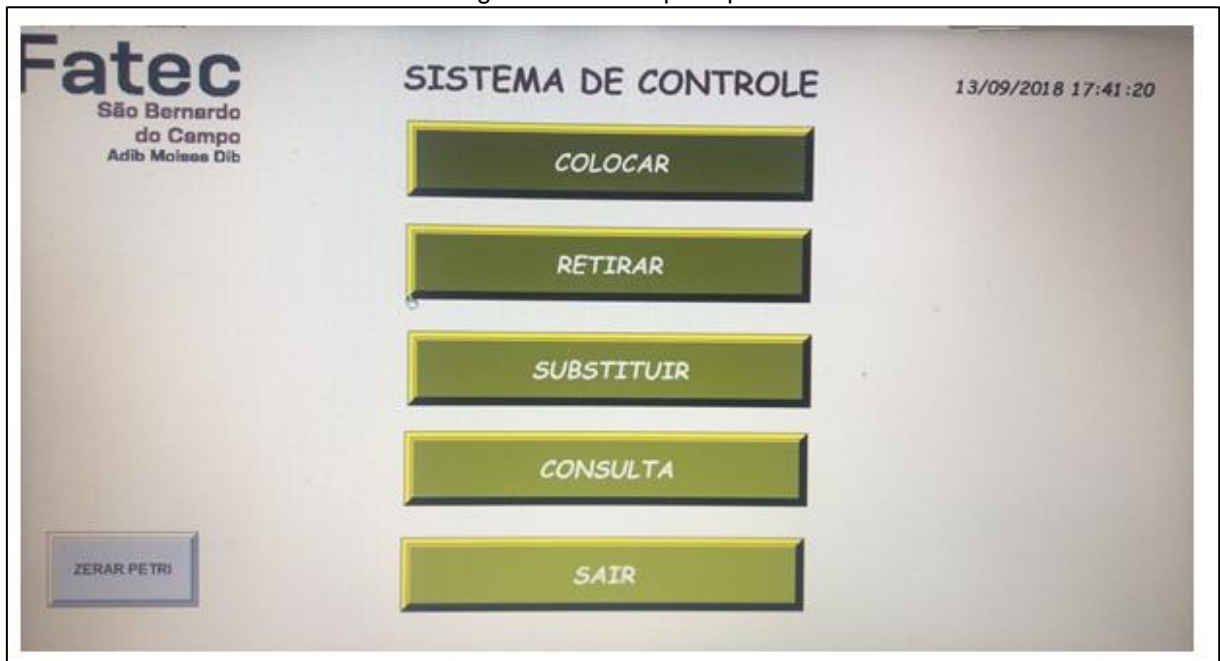 Fatec
São Bernardo
do Campo
Adib Moises Dib
SISTEMA DE CONTROLE
13/09/2018 17:41:20
COLOCAR
RETIRAR
SUBSTITUIR
CONSULTA
SAIR
ZERAR PETRI